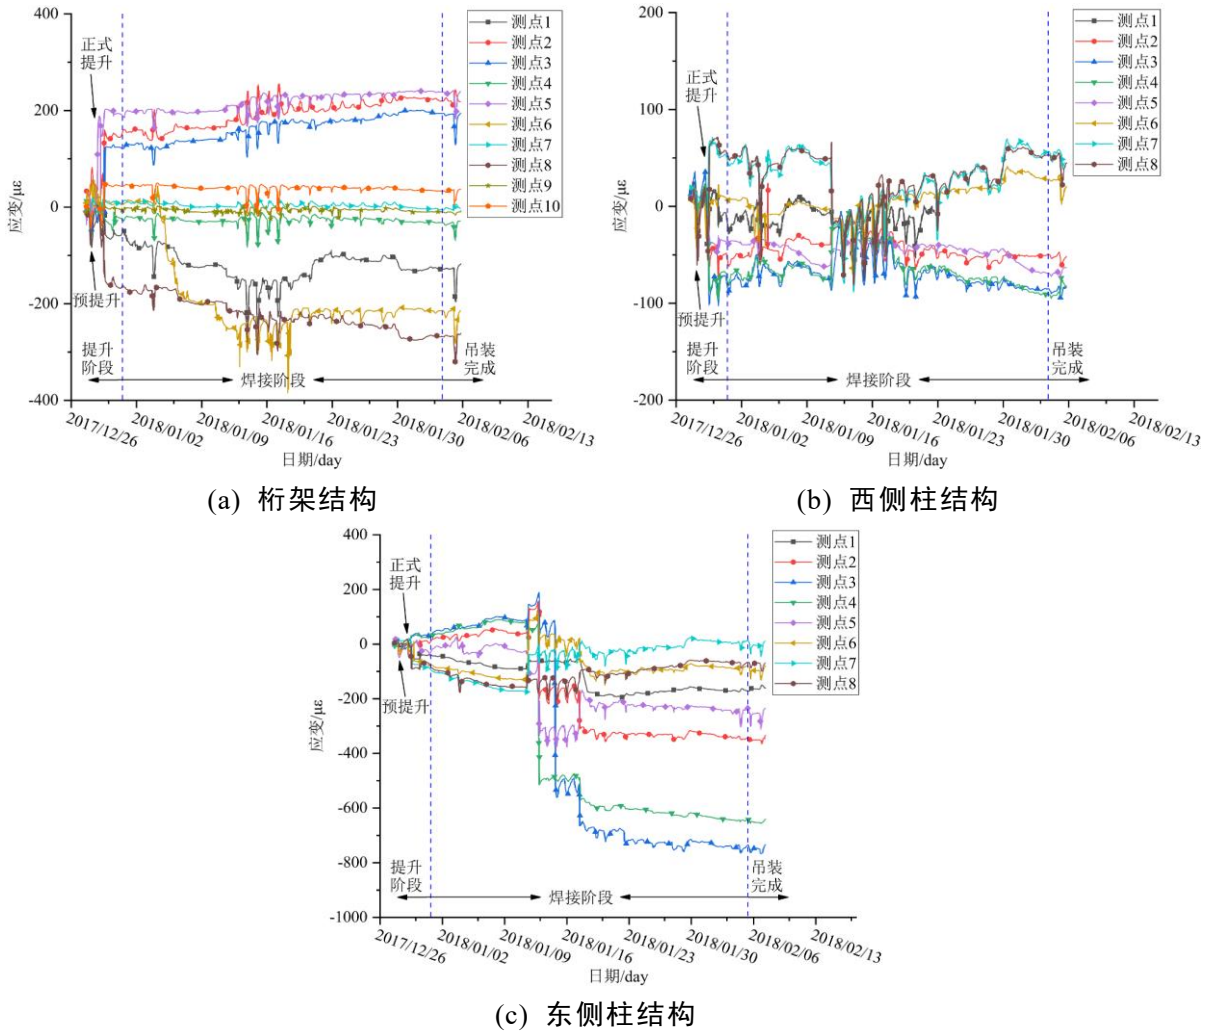 400
200
0
-200
-400
应变/με
正式
提升
预提升
提升
阶段
焊接阶段
吊装
完成
测点1
测点2
测点3
测点4
测点5
测点6
测点7
测点8
测点9
测点10
2017/12/26
2018/01/02
2018/01/09
2018/01/16
2018/01/23
2018/01/30
2018/02/06
2018/02/13
日期/day
(a) 桁架结构
200
100
0
-100
-200
应变/με
正式
提升
预提升
提升
阶段
焊接阶段
吊装
完成
测点1
测点2
测点3
测点4
测点5
测点6
测点7
测点8
2017/12/26
2018/01/02
2018/01/09
2018/01/16
2018/01/23
2018/01/30
2018/02/06
2018/02/13
日期/day
(b) 西侧柱结构
400
200
0
-200
-400
-600
-800
-1000
应变/με
正式
提升
预提升
提升
阶段
焊接阶段
吊装
完成
测点1
测点2
测点3
测点4
测点5
测点6
测点7
测点8
2017/12/26
2018/01/02
2018/01/09
2018/01/16
2018/01/23
2018/01/30
2018/02/06
2018/02/13
日期/day
(c) 东侧柱结构